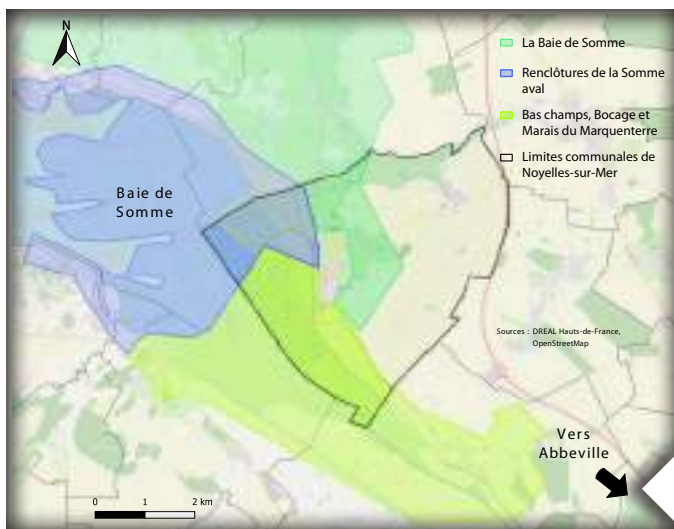 N
La Baie de Somme
Renclôtures de la Somme
aval
Bas champs, Bocage et
Marais du Marquenterre
Limites communales de
Noyelles-sur-Mer
Baie de
Somme
Sources : DREAL Hauts-de-France,
OpenStreetMap
Vers
Abbeville
0 1 2 km